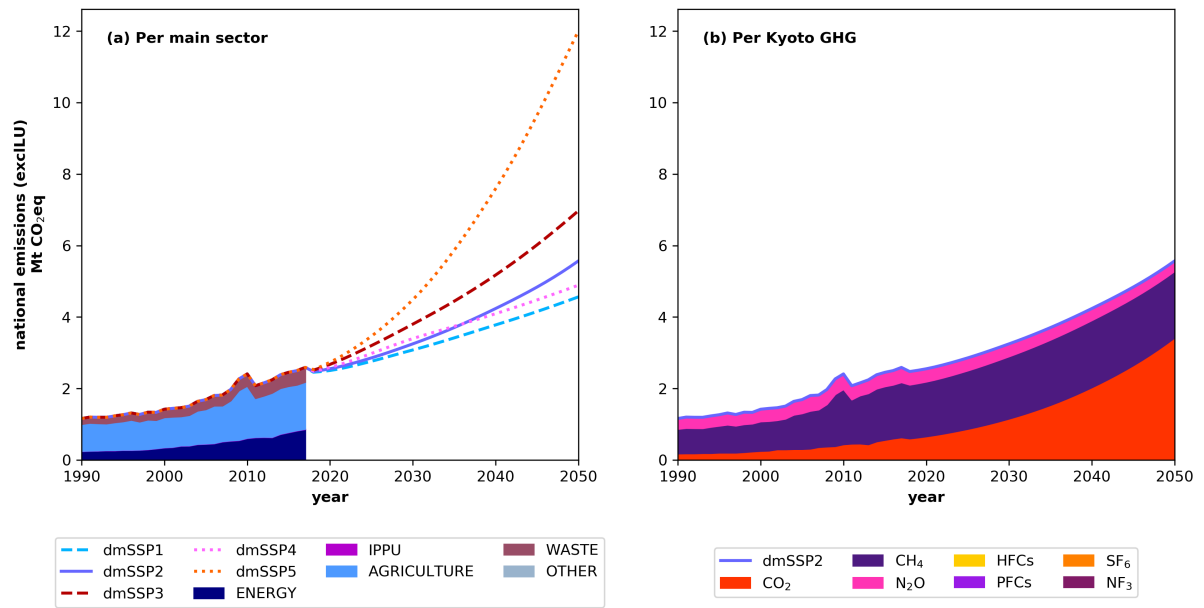 (a) Per main sector
(b) Per Kyoto GHG
national emissions (exclLU)
Mt CO₂eq
12
10
8
6
4
2
0
1990 2000 2010 2020 2030 2040 2050
year
12
10
8
6
4
2
0
1990 2000 2010 2020 2030 2040 2050
year
dmSSP1 dmSSP4 IPPU WASTE
dmSSP2 dmSSP5 AGRICULTURE OTHER
dmSSP3 ENERGY
dmSSP2 CH₄ HFCs SF₆
CO₂ N₂O PFCs NF₃